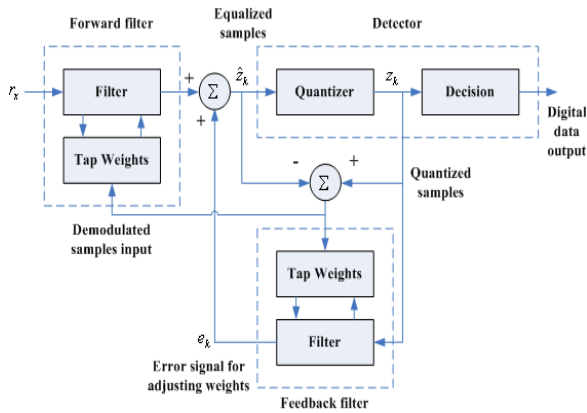 Forward filter
Equalized
samples
Detector
r_x
Filter
+
Σ
+
ẑ_k
Quantizer
z_k
Decision
Digital
data
output
Tap Weights
-
Σ
+
Quantized
samples
Demodulated
samples input
Tap Weights
e_k
Filter
Error signal for
adjusting weights
Feedback filter